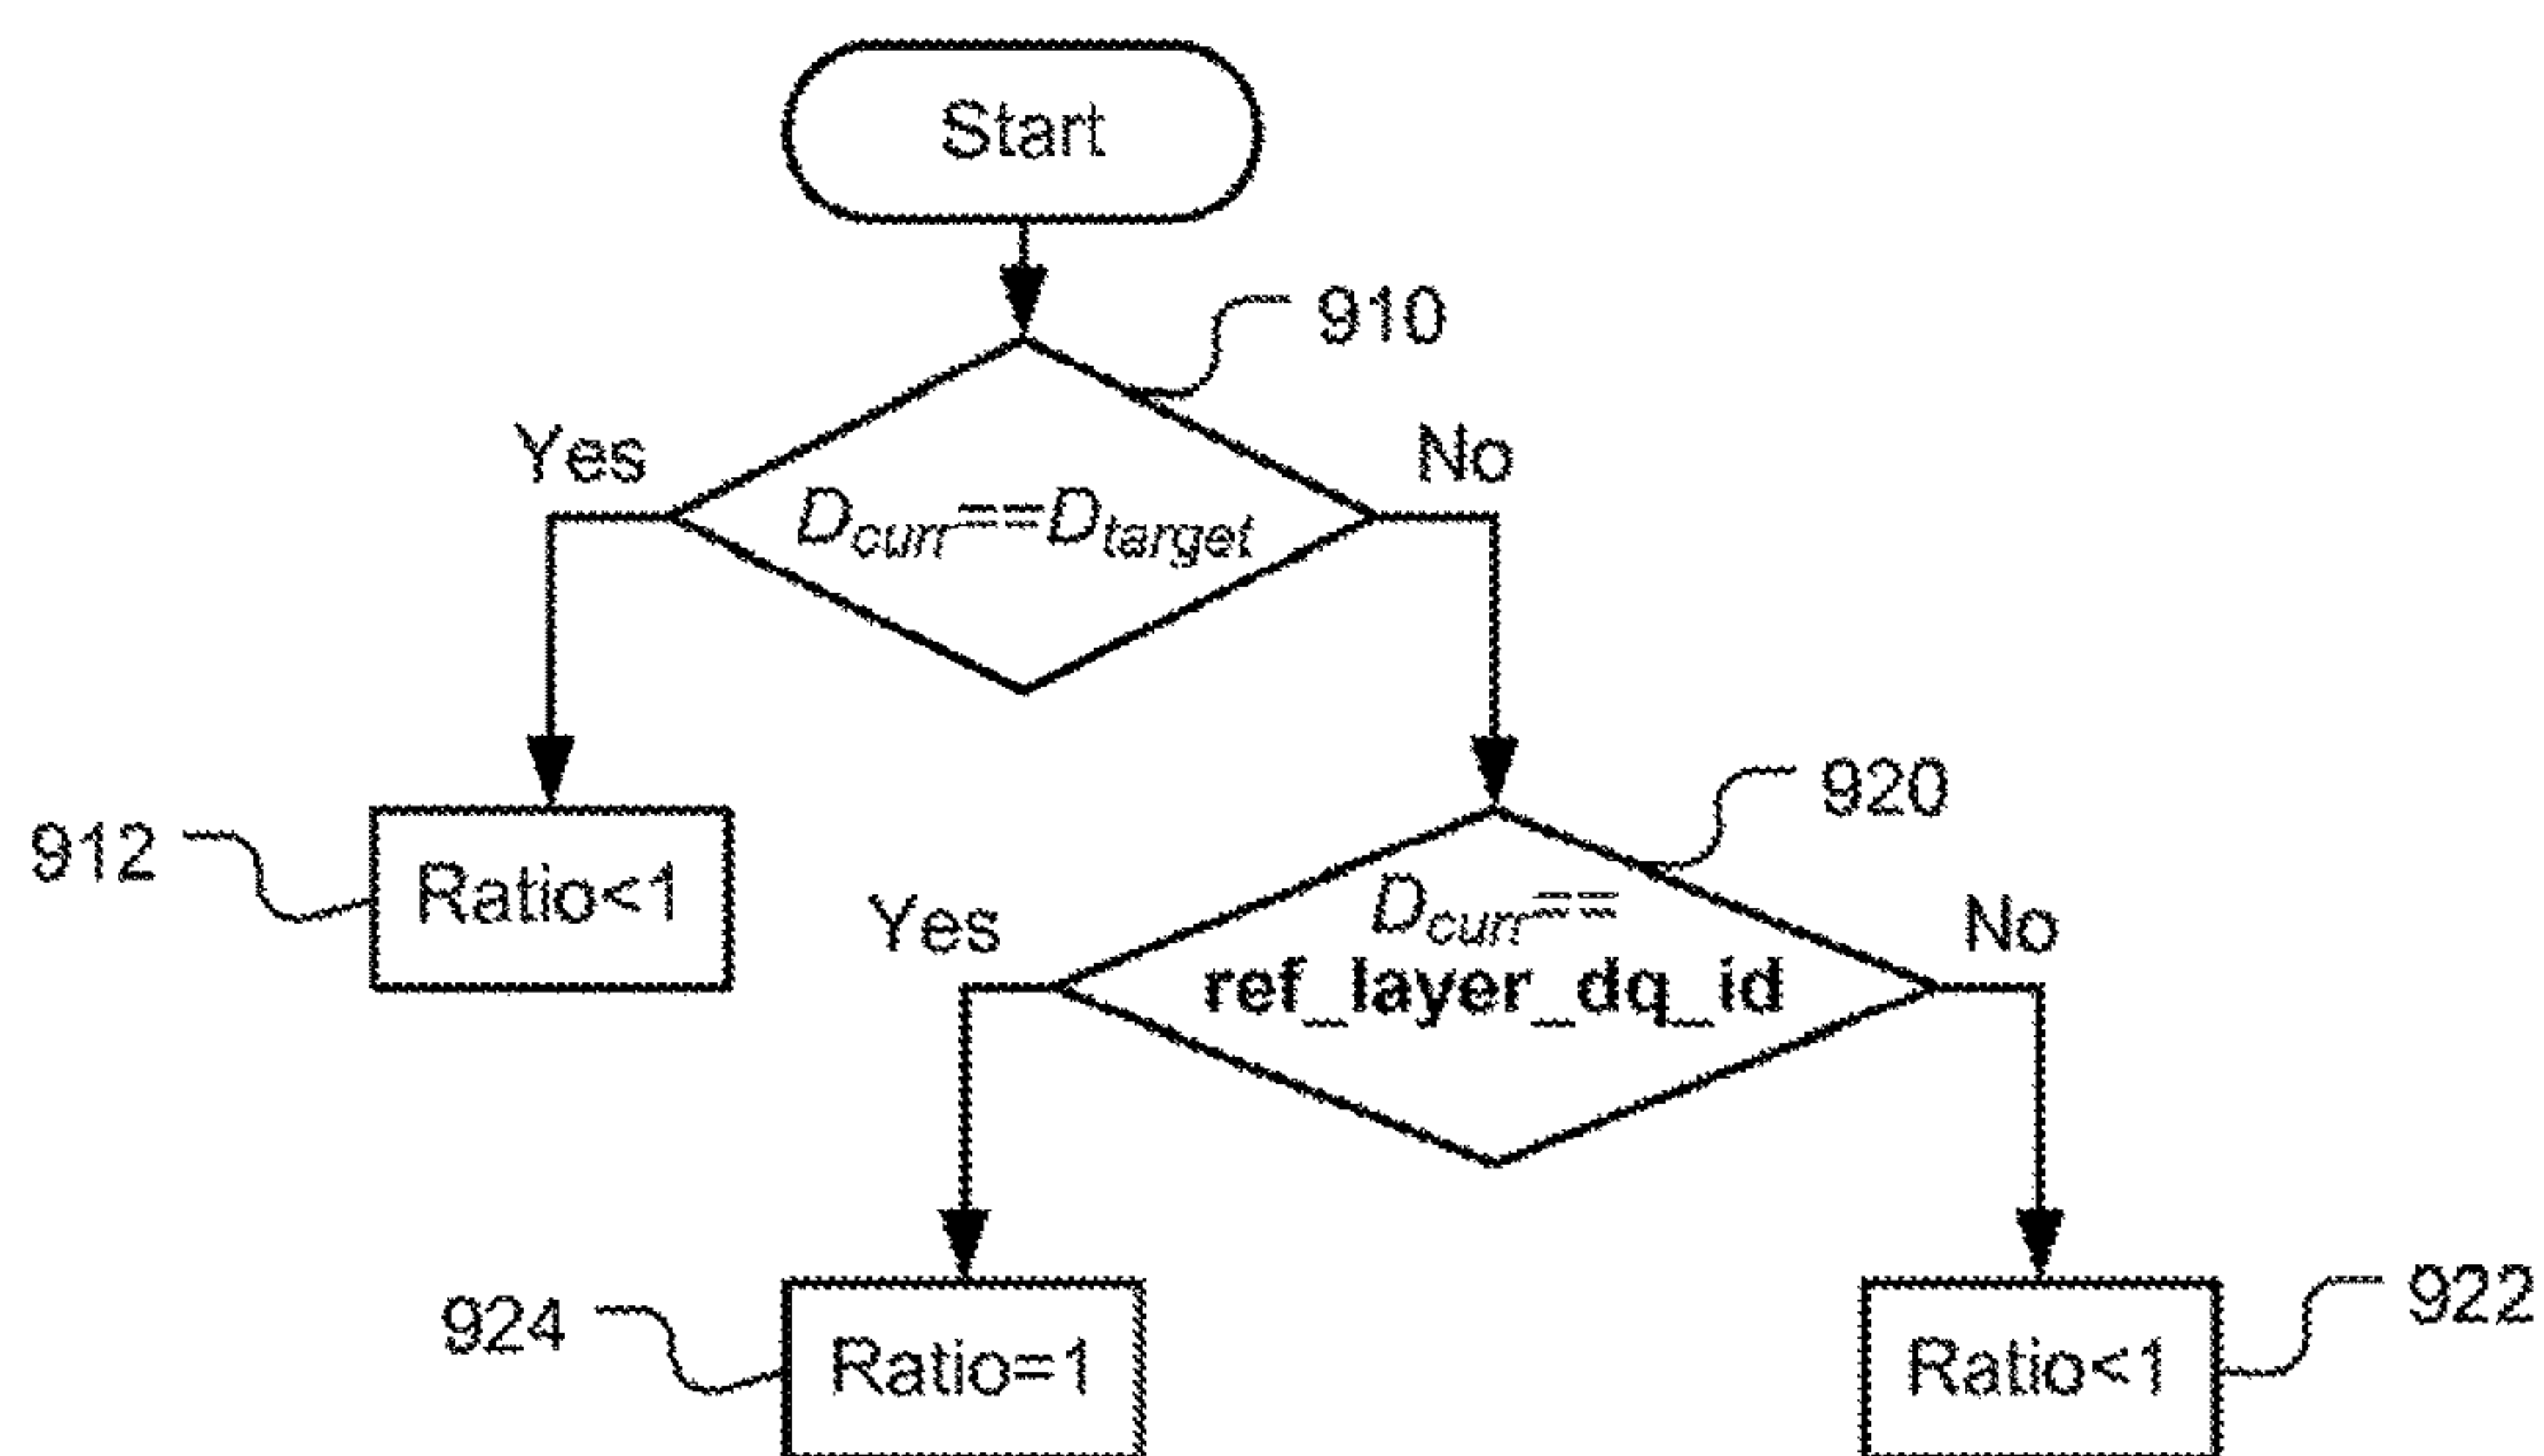 Start
910
Yes
No
Dcurr==Dtarget
920
912
Ratio<1
Yes
No
Dcurr==
ref_layer_dq_id
924
Ratio=1
Ratio<1
922